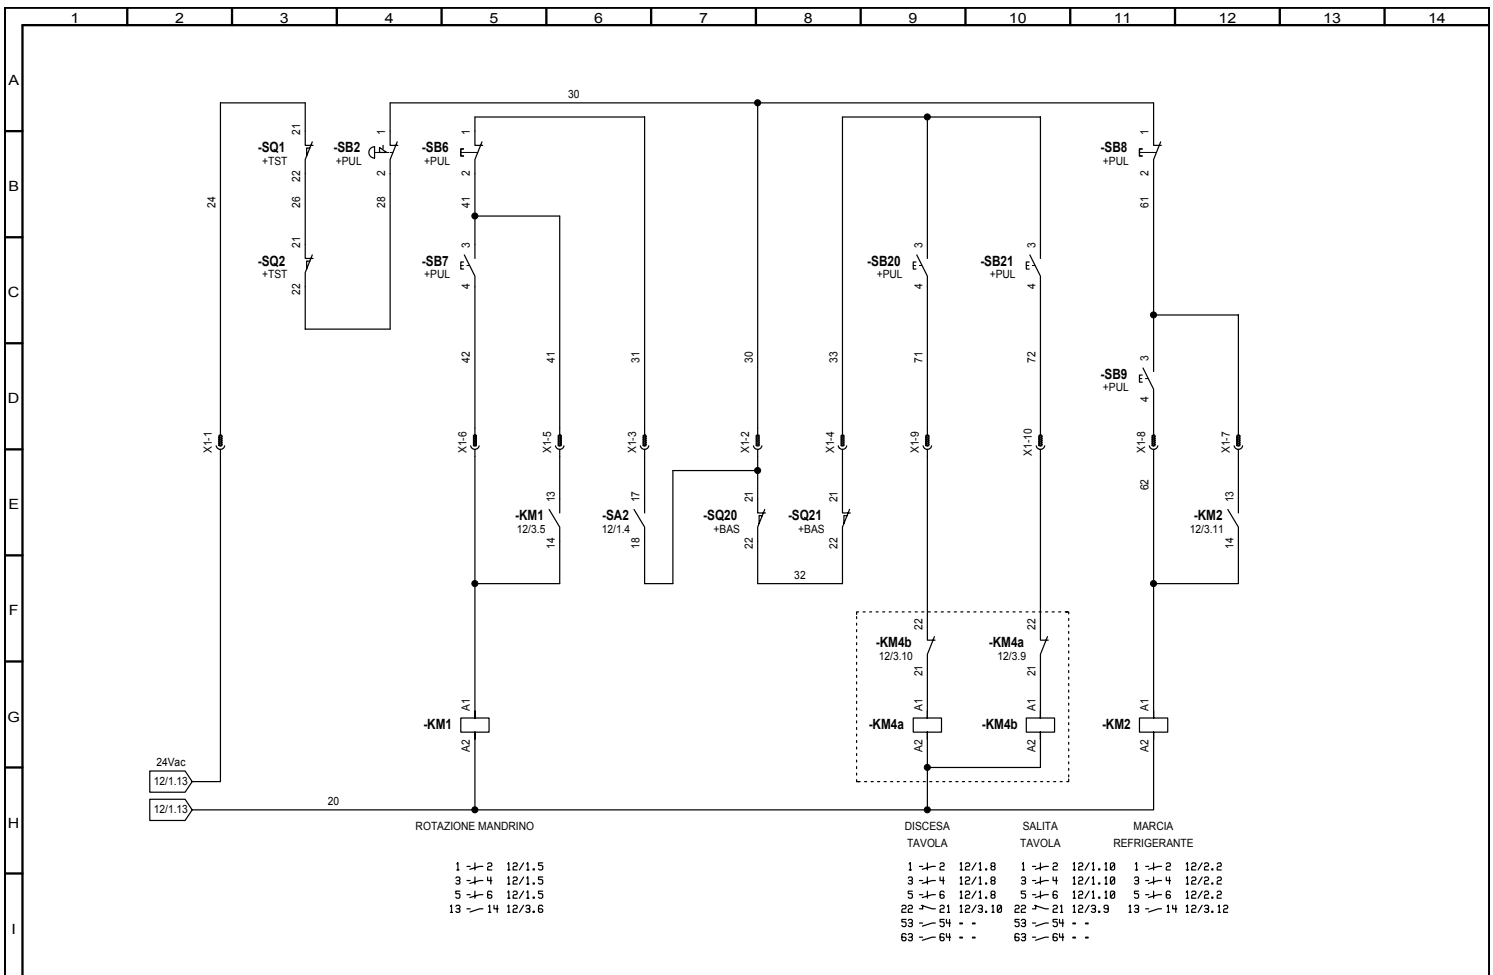 1 2 3 4 5 6 7 8 9 10 11 12 13 14
A
30
21 1 1 1
-SQ1 -SB2 -SB6 -SB8
+TST +PUL +PUL +PUL
22 2 2 2
B
24 26 28 41 61
21 3 3 3
-SQ2 -SB7 -SB20 -SB21
+TST +PUL +PUL +PUL
22 4 4 4
C
42 41 31 30 33 71 72
3
-SB9
+PUL
4
D
X1-1 X1-6 X1-5 X1-3 X1-2 X1-4 X1-9 X1-10 X1-8 X1-7
62
13 17 21 21 13
E
-KM1 -SA2 -SQ20 -SQ21 -KM2
12/3.5 12/1.4 +BAS +BAS 12/3.11
14 18 22 22 14
32
F
22 22
-KM4b -KM4a
12/3.10 12/3.9
21 21
A1 A1 A1 A1
G
-KM1 -KM4a -KM4b -KM2
A2 A2 A2 A2
24Vac
12/1.13
20
12/1.13
H
ROTAZIONE MANDRINO
DISCESA
TAVOLA
SALITA
TAVOLA
MARCIA
REFRIGERANTE
1 2 12/1.5
3 4 12/1.5
5 6 12/1.5
13 14 12/3.6
1 2 12/1.8
3 4 12/1.8
5 6 12/1.8
22 21 12/3.10
53 54 - -
63 64 - -
1 2 12/1.10
3 4 12/1.10
5 6 12/1.10
22 21 12/3.9
53 54 - -
63 64 - -
1 2 12/2.2
3 4 12/2.2
5 6 12/2.2
13 14 12/3.12
I